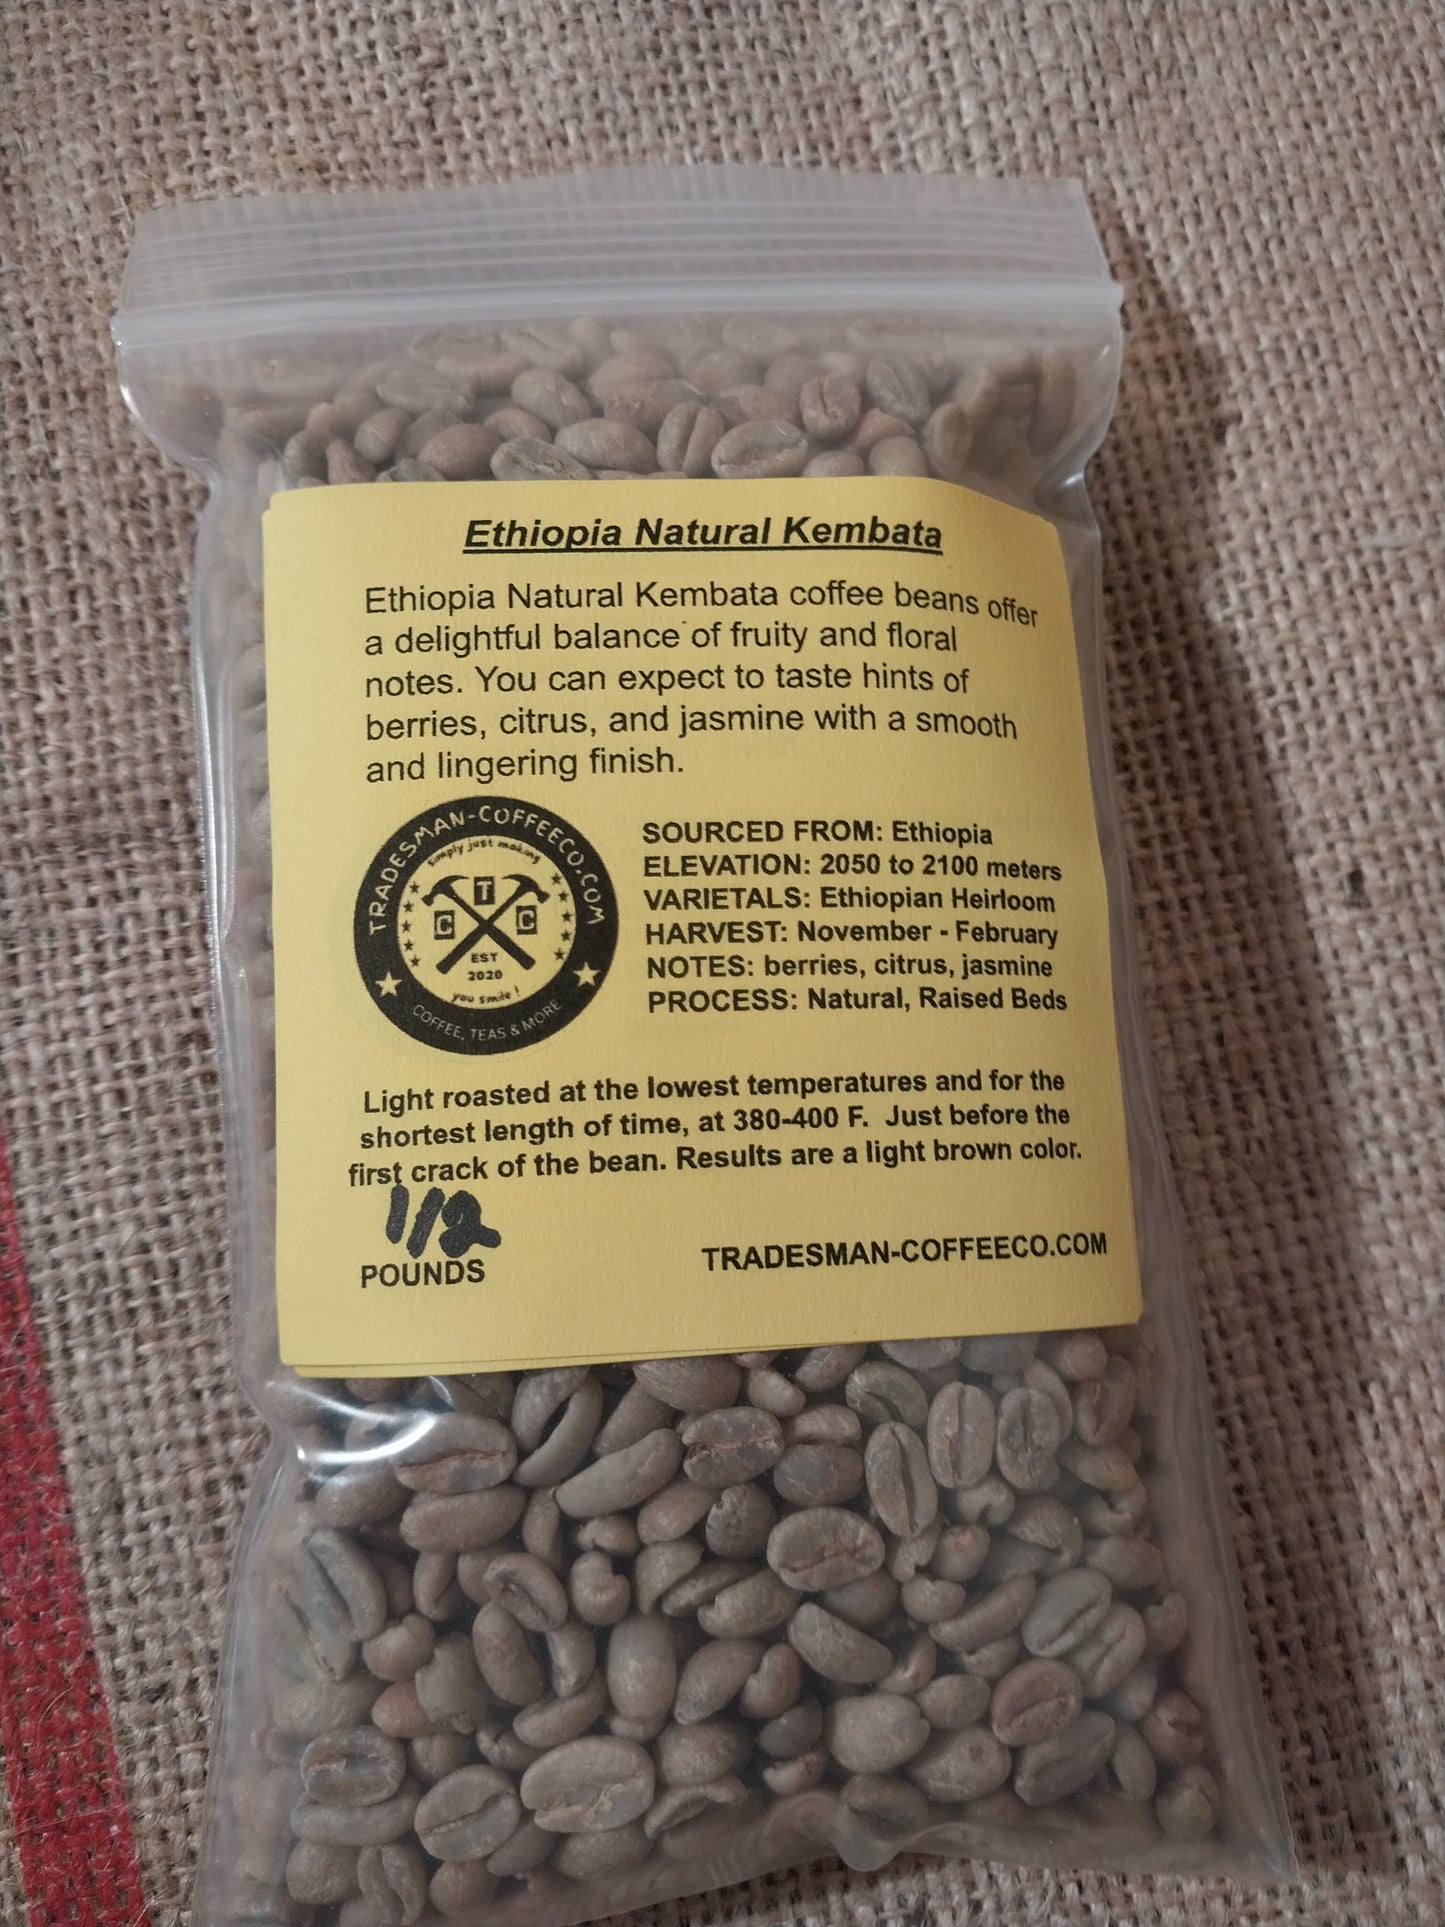 Ethiopia Natural Kembata
Ethiopia Natural Kembata coffee beans offer
a delightful balance of fruity and floral
notes. You can expect to taste hints of
berries, citrus, and jasmine with a smooth
and lingering finish.
TRADESMAN-COFFEECO.COM
simply just making
T
C C
EST
2020
you smile!
COFFEE, TEAS & MORE
SOURCED FROM: Ethiopia
ELEVATION: 2050 to 2100 meters
VARIETALS: Ethiopian Heirloom
HARVEST: November - February
NOTES: berries, citrus, jasmine
PROCESS: Natural, Raised Beds
Light roasted at the lowest temperatures and for the
shortest length of time, at 380-400 F. Just before the
first crack of the bean. Results are a light brown color.
1/2
POUNDS
TRADESMAN-COFFEECO.COM